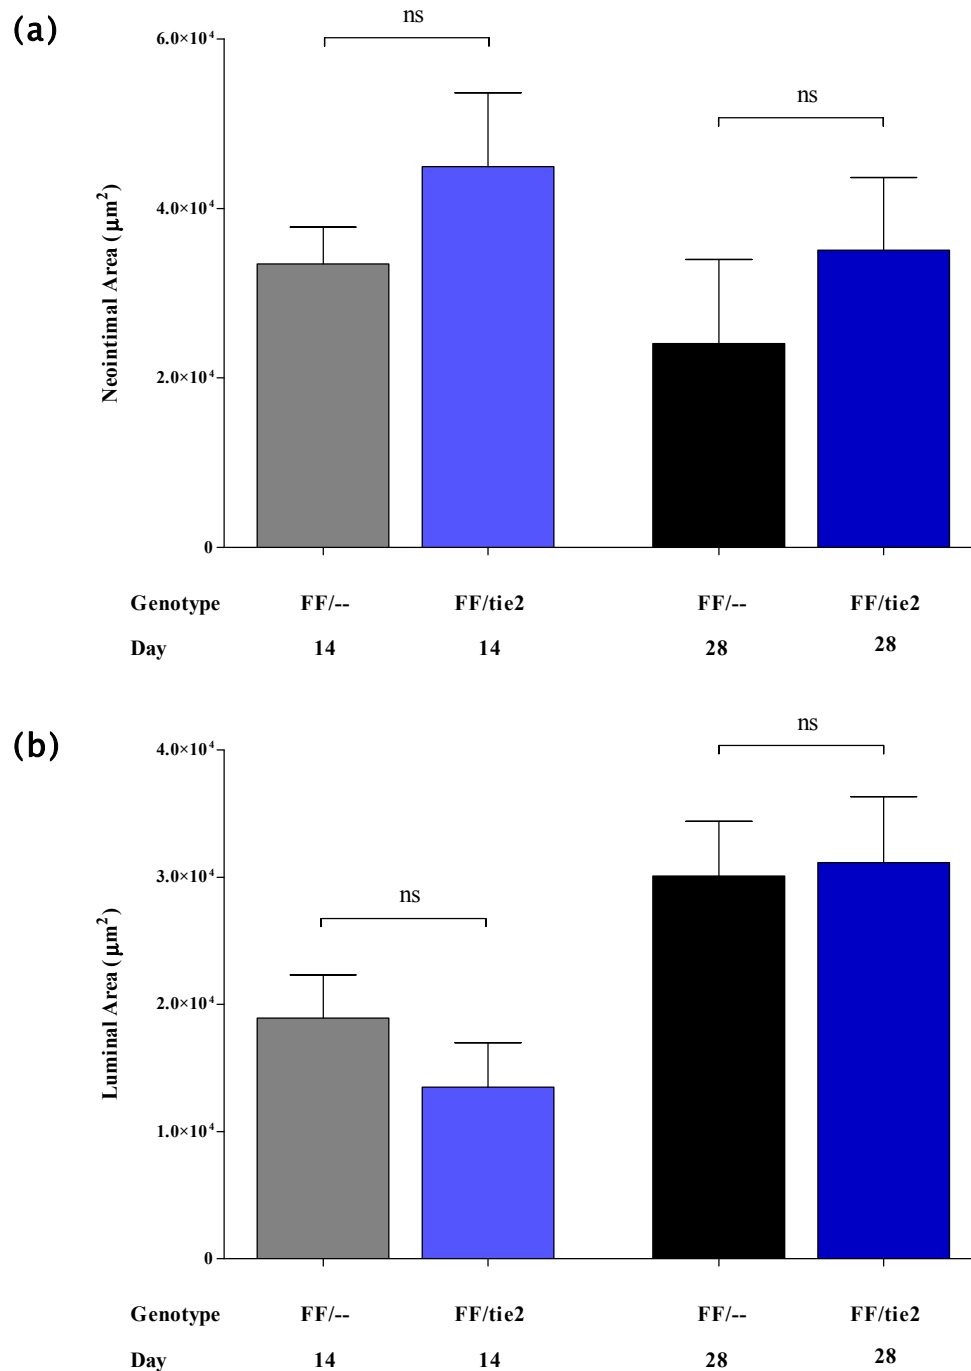 (a)
ns
ns
6.0×10⁴
4.0×10⁴
2.0×10⁴
0
Neointimal Area (μm²)
Genotype FF/-- FF/tie2 FF/-- FF/tie2
Day 14 14 28 28
(b)
ns
ns
4.0×10⁴
3.0×10⁴
2.0×10⁴
1.0×10⁴
0
Luminal Area (μm²)
Genotype FF/-- FF/tie2 FF/-- FF/tie2
Day 14 14 28 28